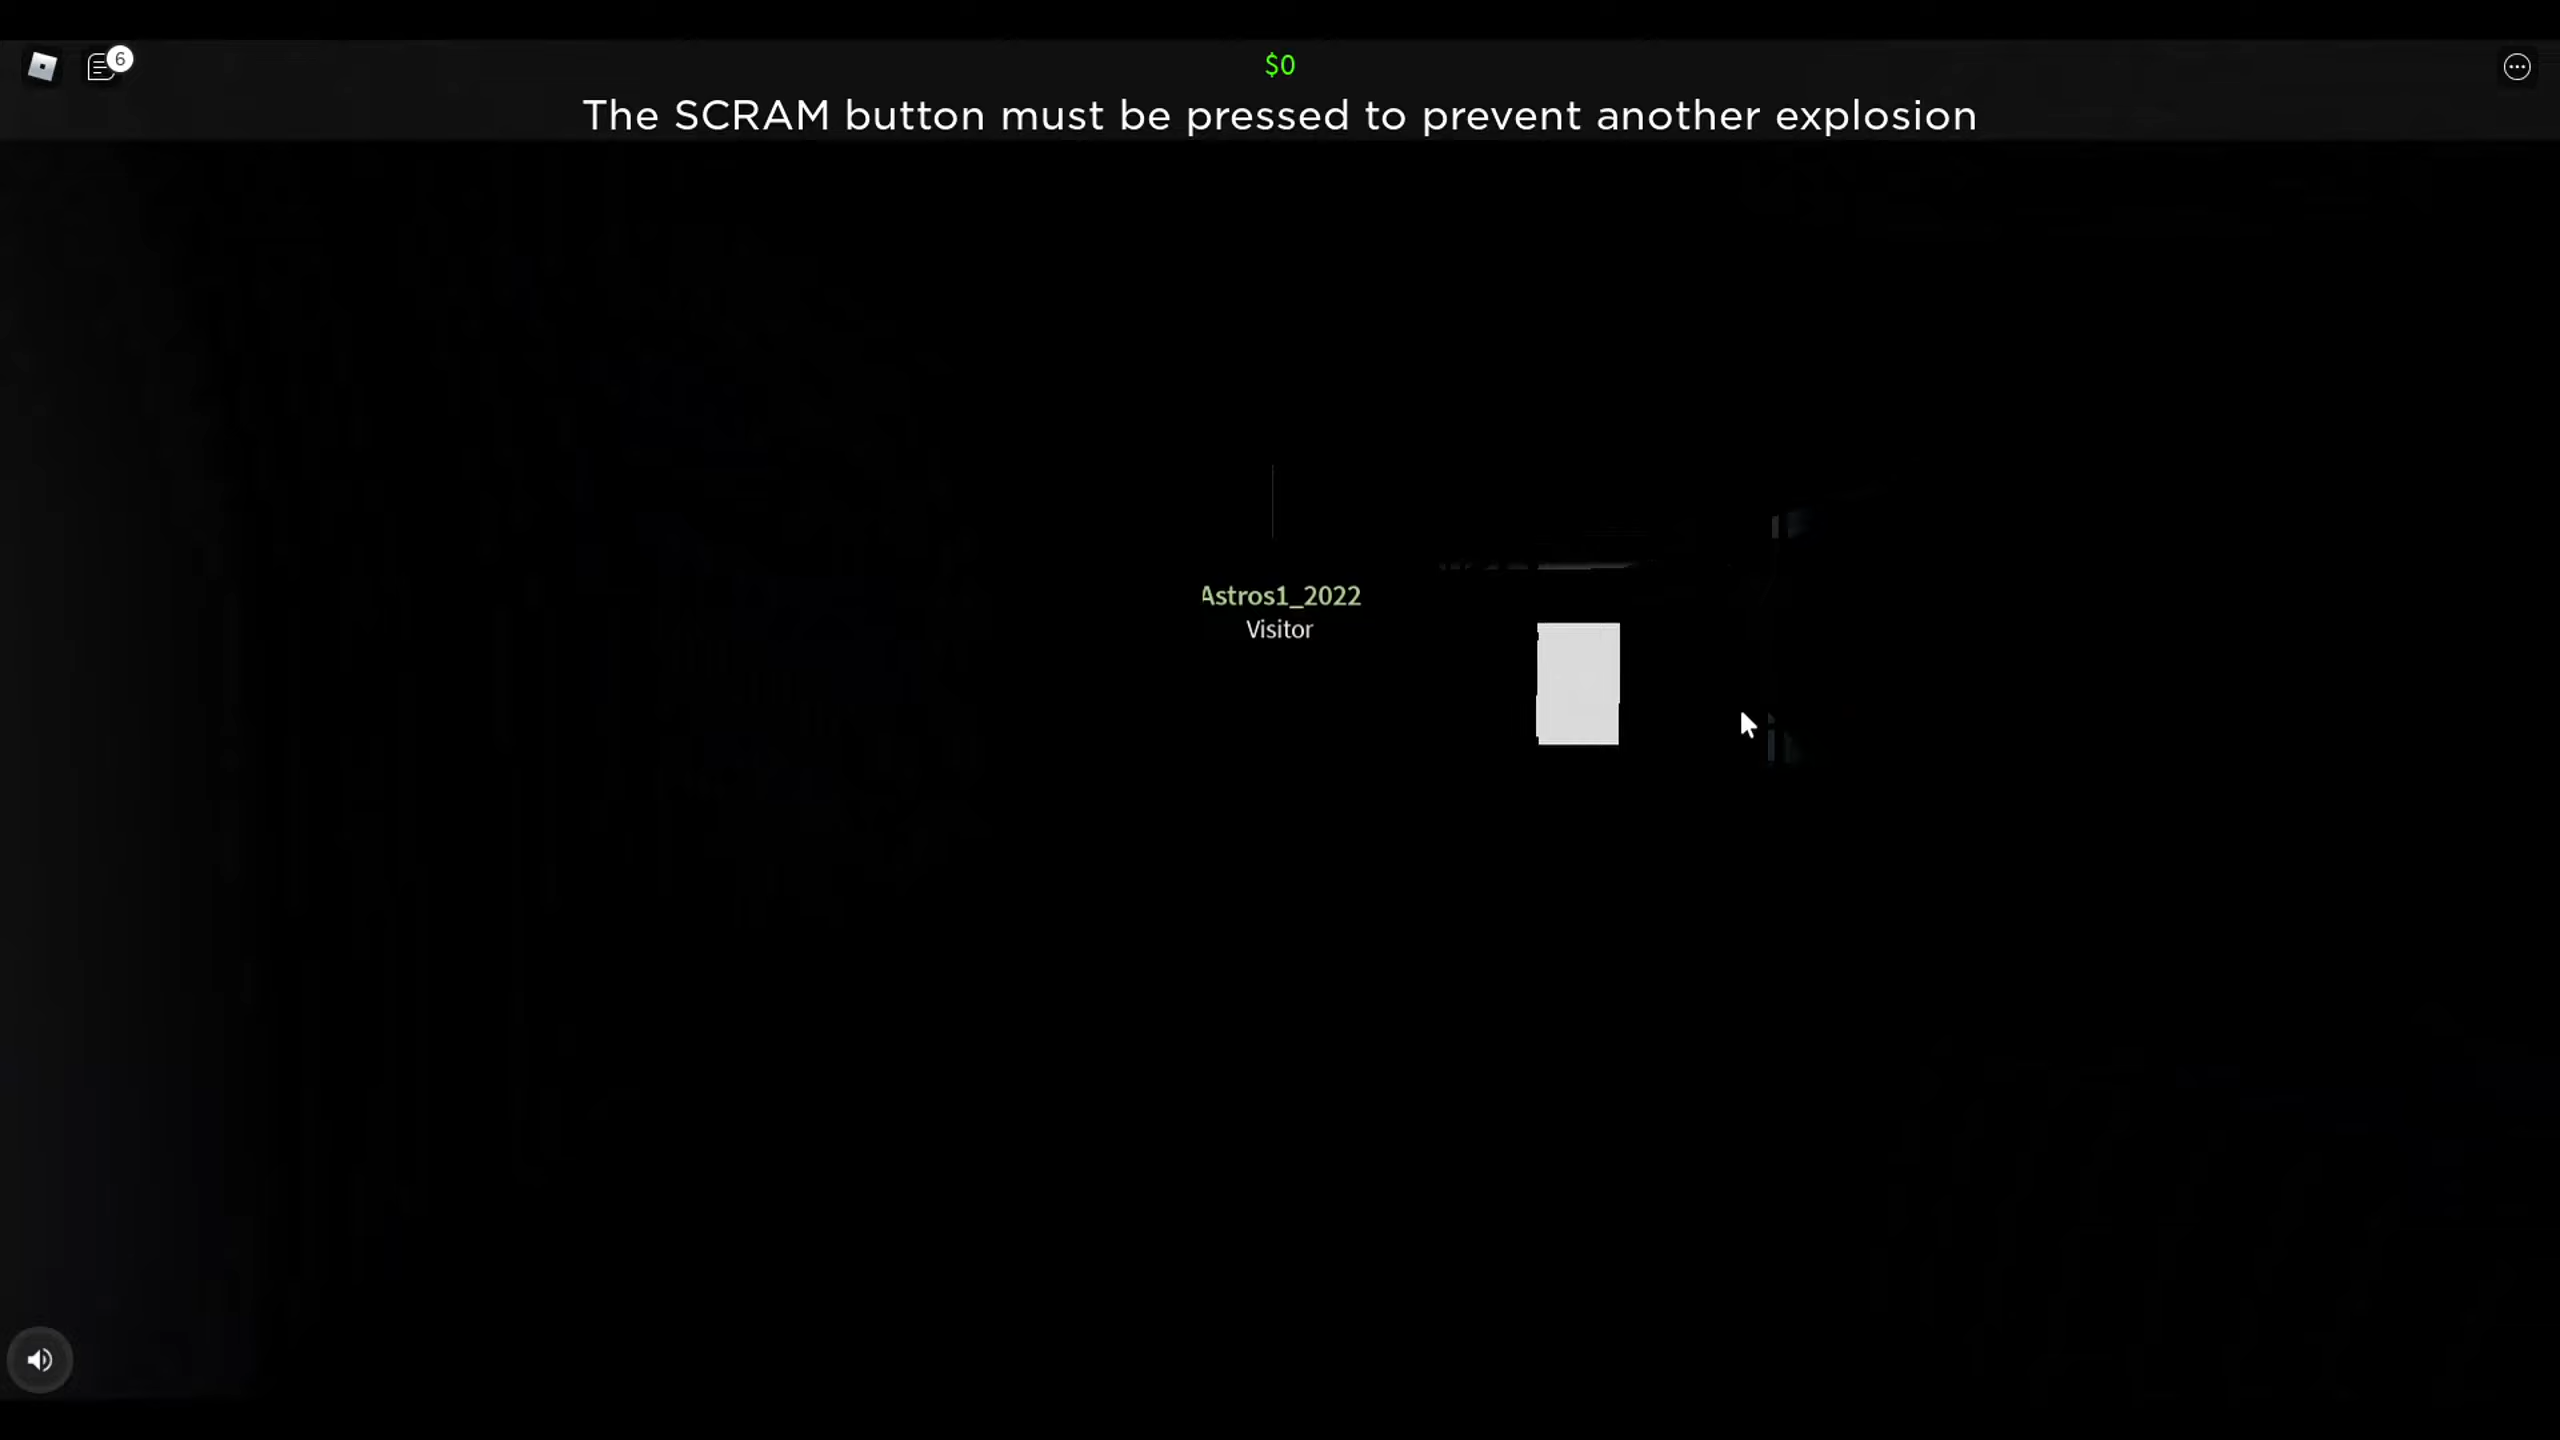 6
$0
The SCRAM button must be pressed to prevent another explosion
Astros1_2022
Visitor